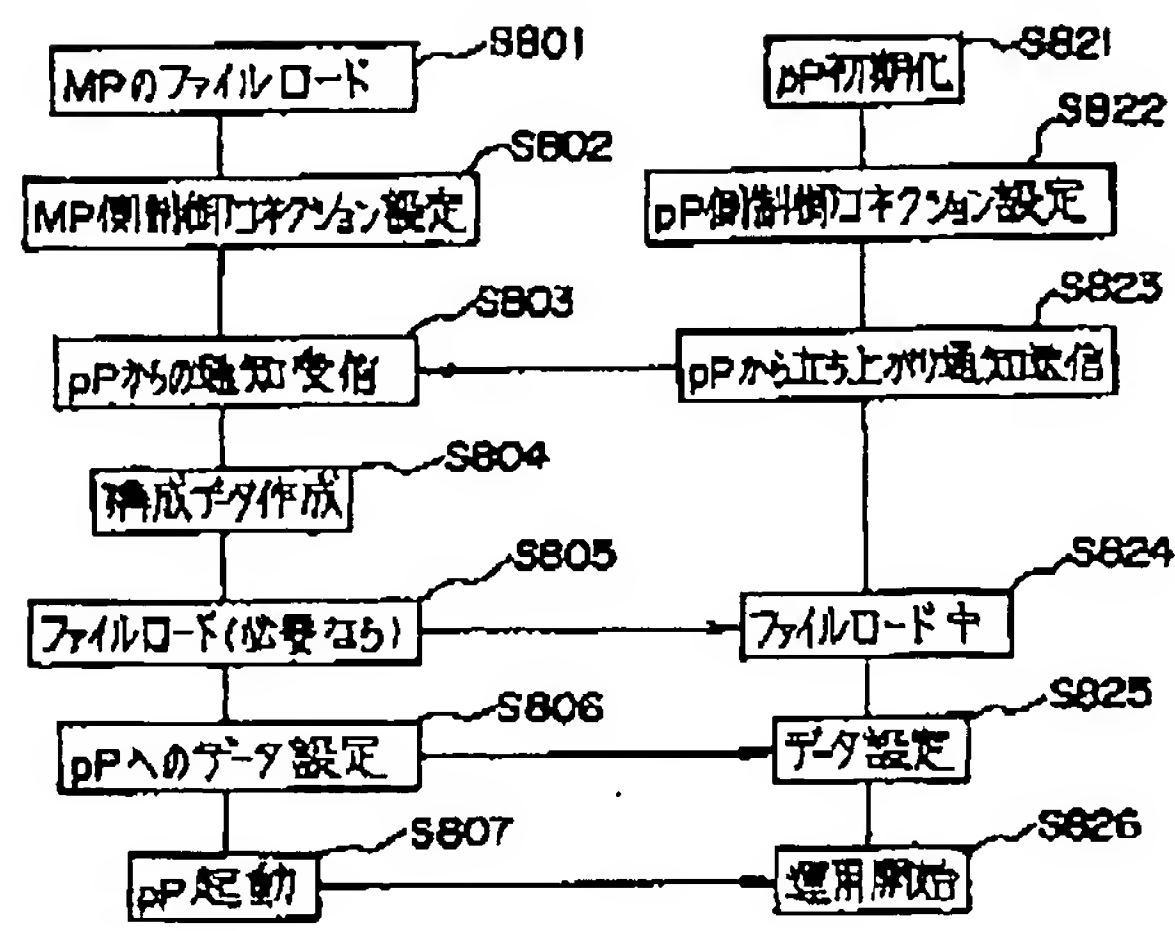 S801
MPのファイルロード
S802
MP側制御コネクション設定
S803
pPからの通知受信
S804
構成データ作成
S805
ファイルロード(必要なら)
S806
pPへのデータ設定
S807
pP起動
S821
pP初期化
S822
pP側制御コネクション設定
S823
pPから立ち上がり通知送信
S824
ファイルロード中
S825
データ設定
S826
運用開始